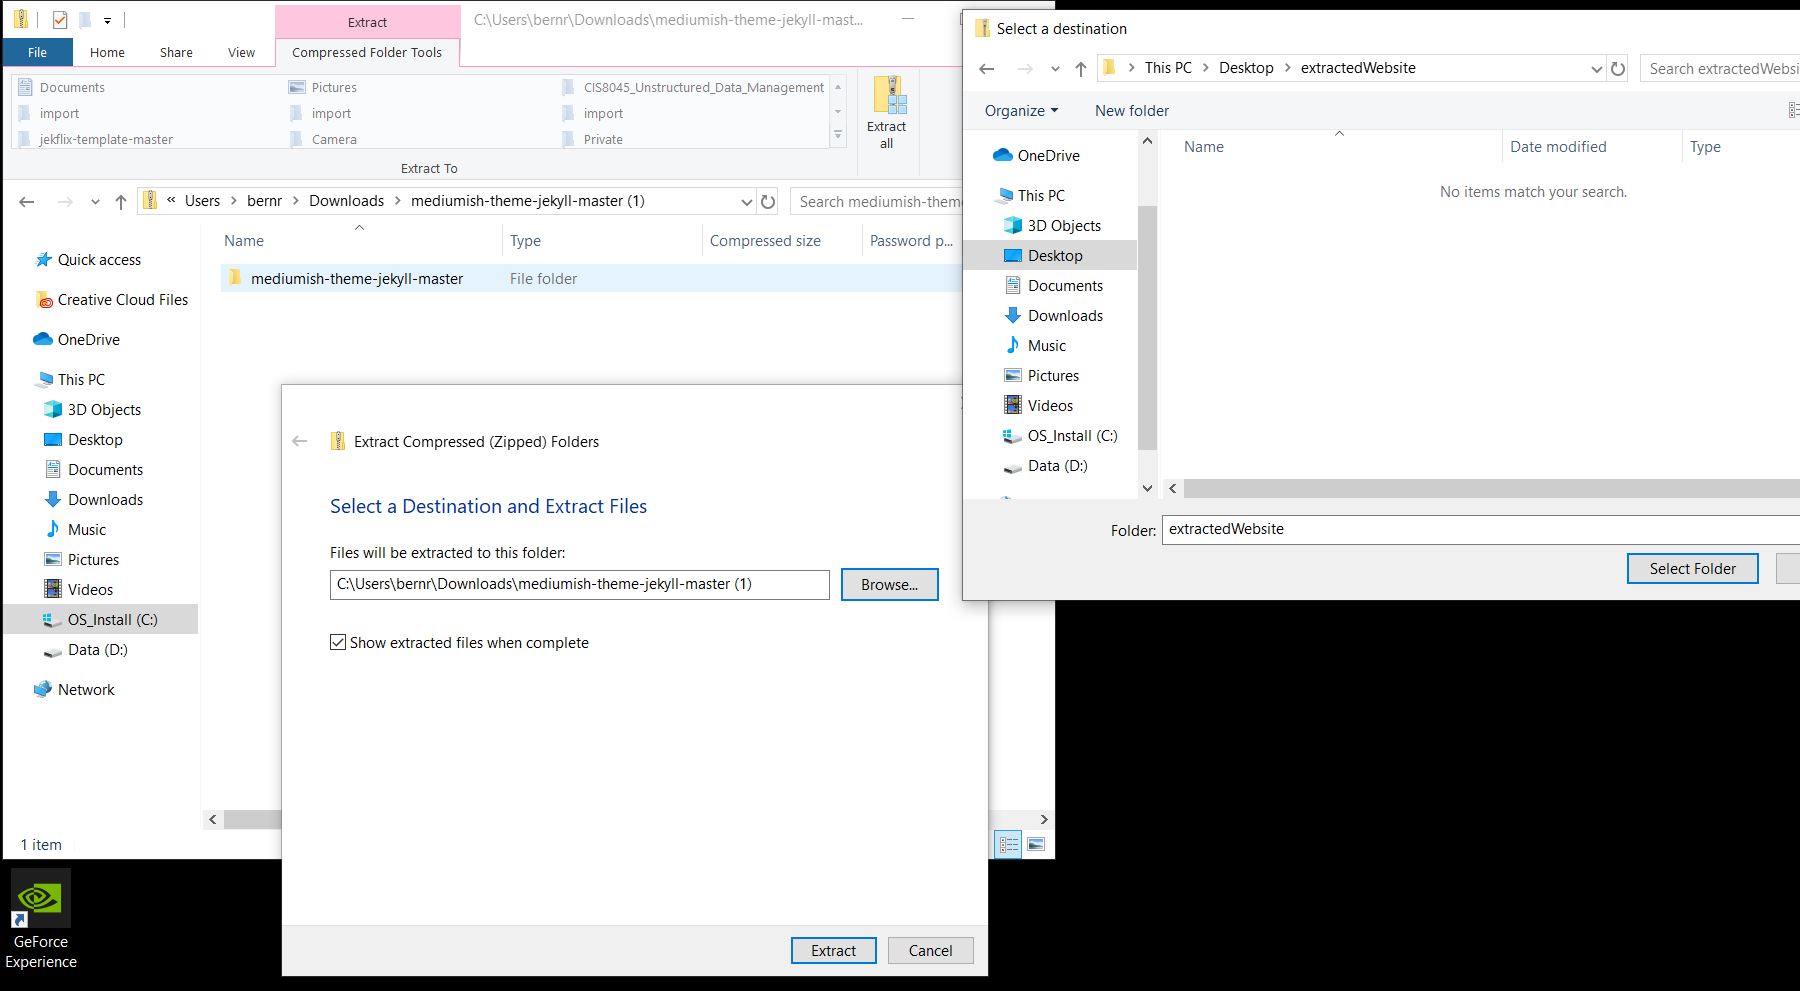 Extract
C:\Users\bernr\Downloads\mediumish-theme-jekyll-mast...
File
Home
Share
View
Compressed Folder Tools
Documents
Pictures
CIS8045_Unstructured_Data_Management
import
import
import
jekflix-template-master
Camera
Private
Extract all
Extract To
« Users > bernr > Downloads > mediumish-theme-jekyll-master (1)
Search mediumish-theme
Name
Type
Compressed size
Password p...
Quick access
Creative Cloud Files
OneDrive
This PC
3D Objects
Desktop
Documents
Downloads
Music
Pictures
Videos
OS_Install (C:)
Data (D:)
Network
mediumish-theme-jekyll-master
File folder
1 item
Extract Compressed (Zipped) Folders
Select a Destination and Extract Files
Files will be extracted to this folder:
C:\Users\bernr\Downloads\mediumish-theme-jekyll-master (1)
Browse...
Show extracted files when complete
Extract
Cancel
Select a destination
> This PC > Desktop > extractedWebsite
Search extractedWebsi
Organize
New folder
OneDrive
This PC
3D Objects
Desktop
Documents
Downloads
Music
Pictures
Videos
OS_Install (C:)
Data (D:)
Name
Date modified
Type
No items match your search.
Folder:
extractedWebsite
Select Folder
GeForce
Experience